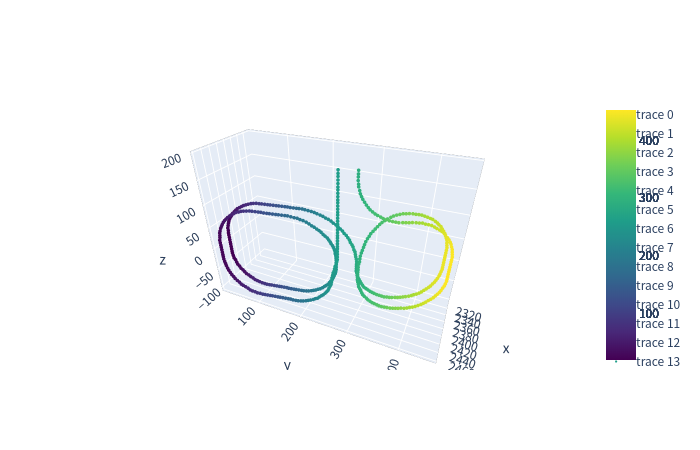 200
150
100
50
0
−50
−100
z
100
200
300
y
2320
2340
2360
2380
2400
2420
2440
2460
x
trace 0
trace 1
400
trace 2
trace 3
trace 4
300
trace 5
trace 6
trace 7
200
trace 8
trace 9
trace 10
100
trace 11
trace 12
trace 13